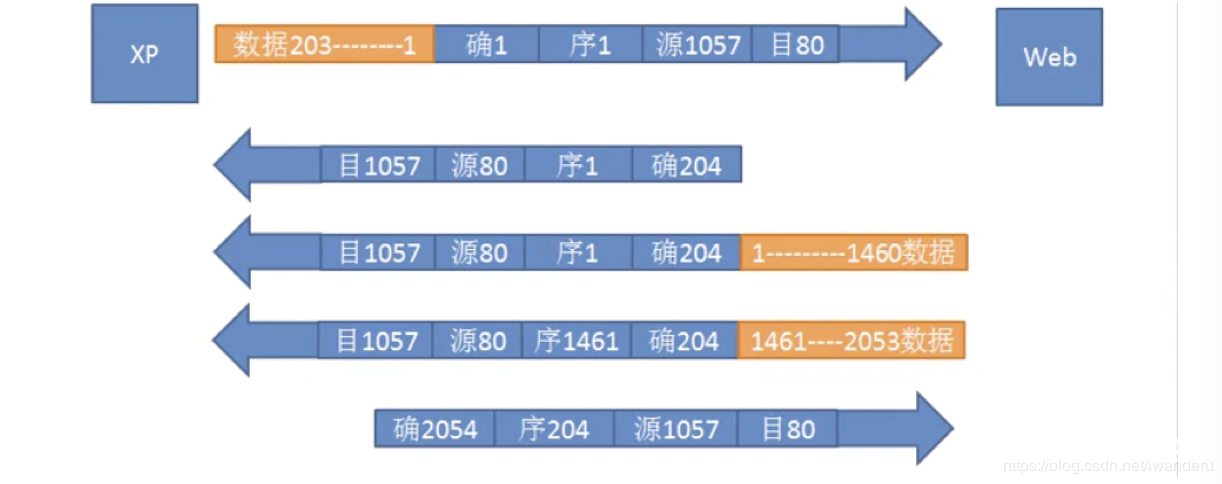 XP 数据203--------1 确1 序1 源1057 目80 Web
目1057 源80 序1 确204
目1057 源80 序1 确204 1---------1460数据
目1057 源80 序1461 确204 1461----2053数据
确2054 序204 源1057 目80
https://blog.csdn.net/iwanderu